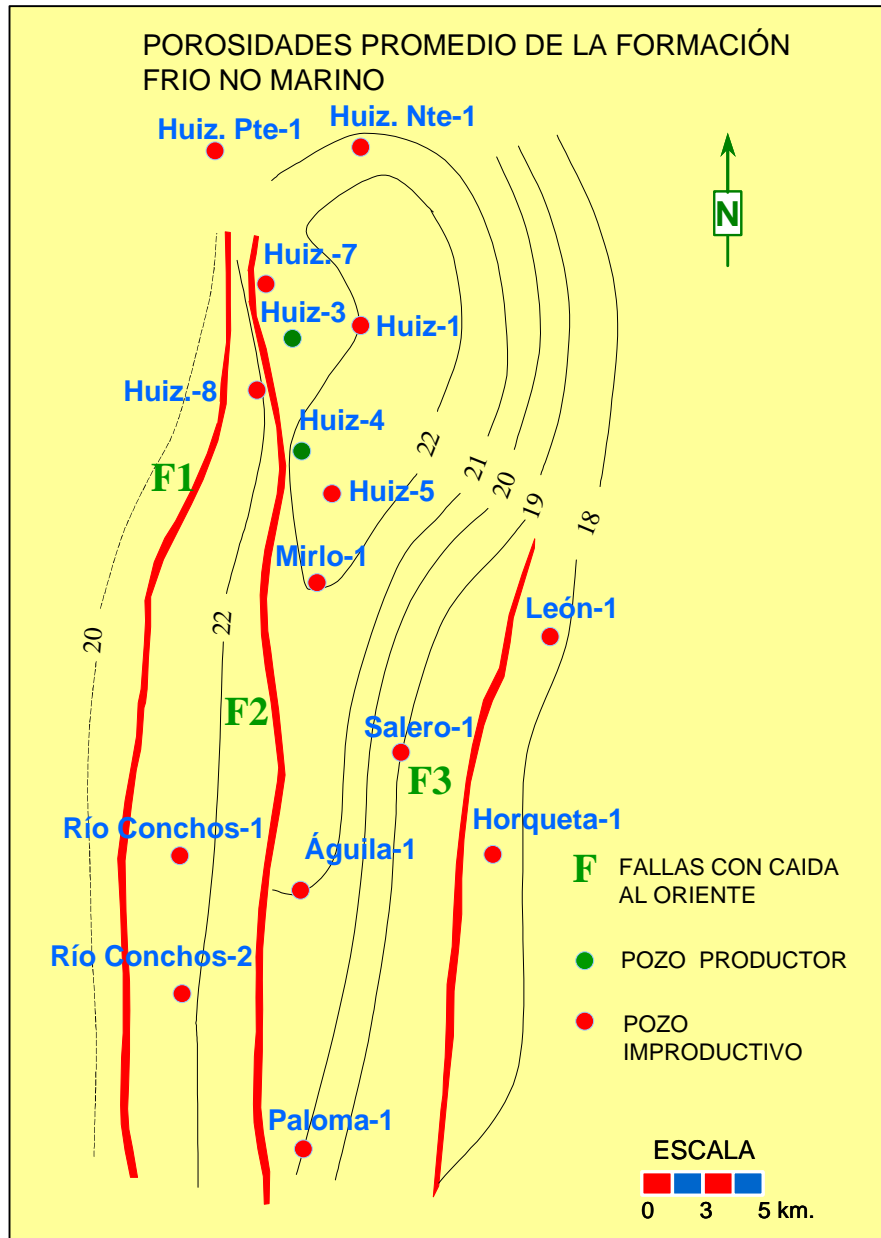 POROSIDADES PROMEDIO DE LA FORMACIÓN
FRIO NO MARINO
Huiz. Pte-1
Huiz. Nte-1
N
Huiz.-7
Huiz-3
Huiz-1
Huiz.-8
Huiz-4
22
21
20
19
18
F1
Huiz-5
Mirlo-1
León-1
20
22
F2
Salero-1
F3
Río Conchos-1
Águila-1
Horqueta-1
F FALLAS CON CAIDA
AL ORIENTE
Río Conchos-2
POZO PRODUCTOR
POZO
IMPRODUCTIVO
Paloma-1
ESCALA
0 3 5 km.